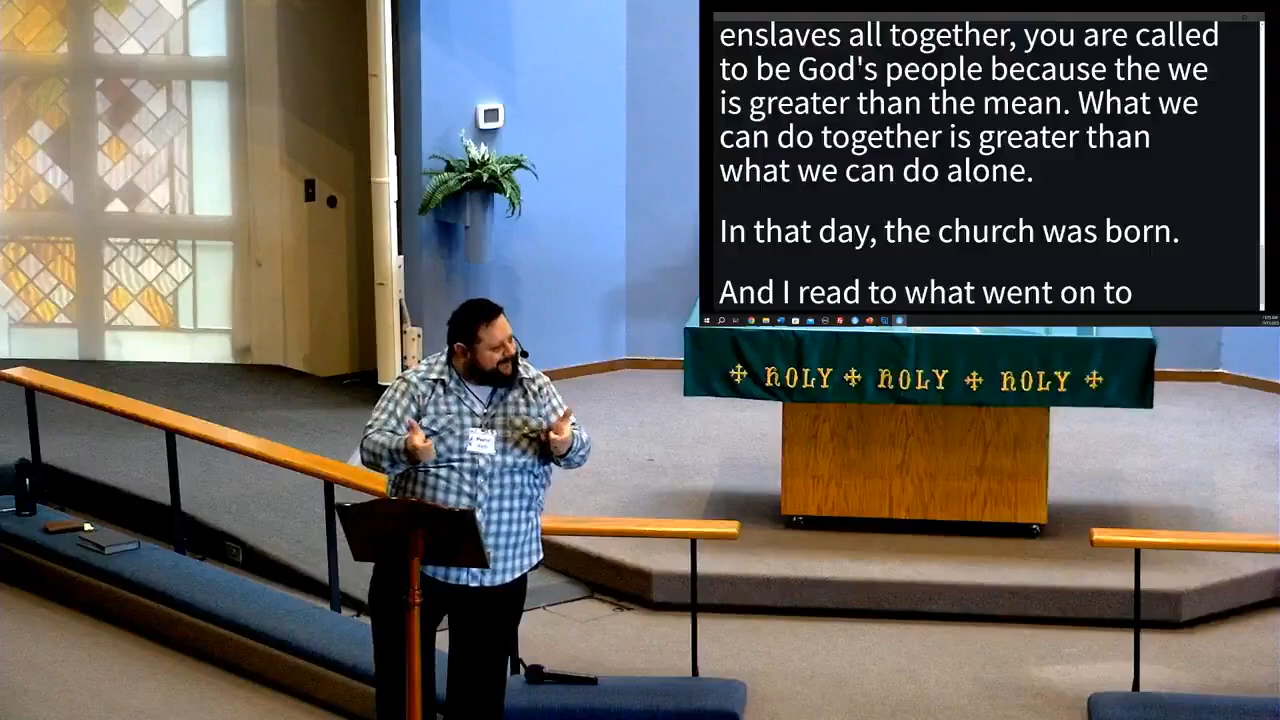 enslaves all together, you are called
to be God's people because the we
is greater than the mean. What we
can do together is greater than
what we can do alone.
In that day, the church was born.
And I read to what went on to
HOLY HOLY HOLY